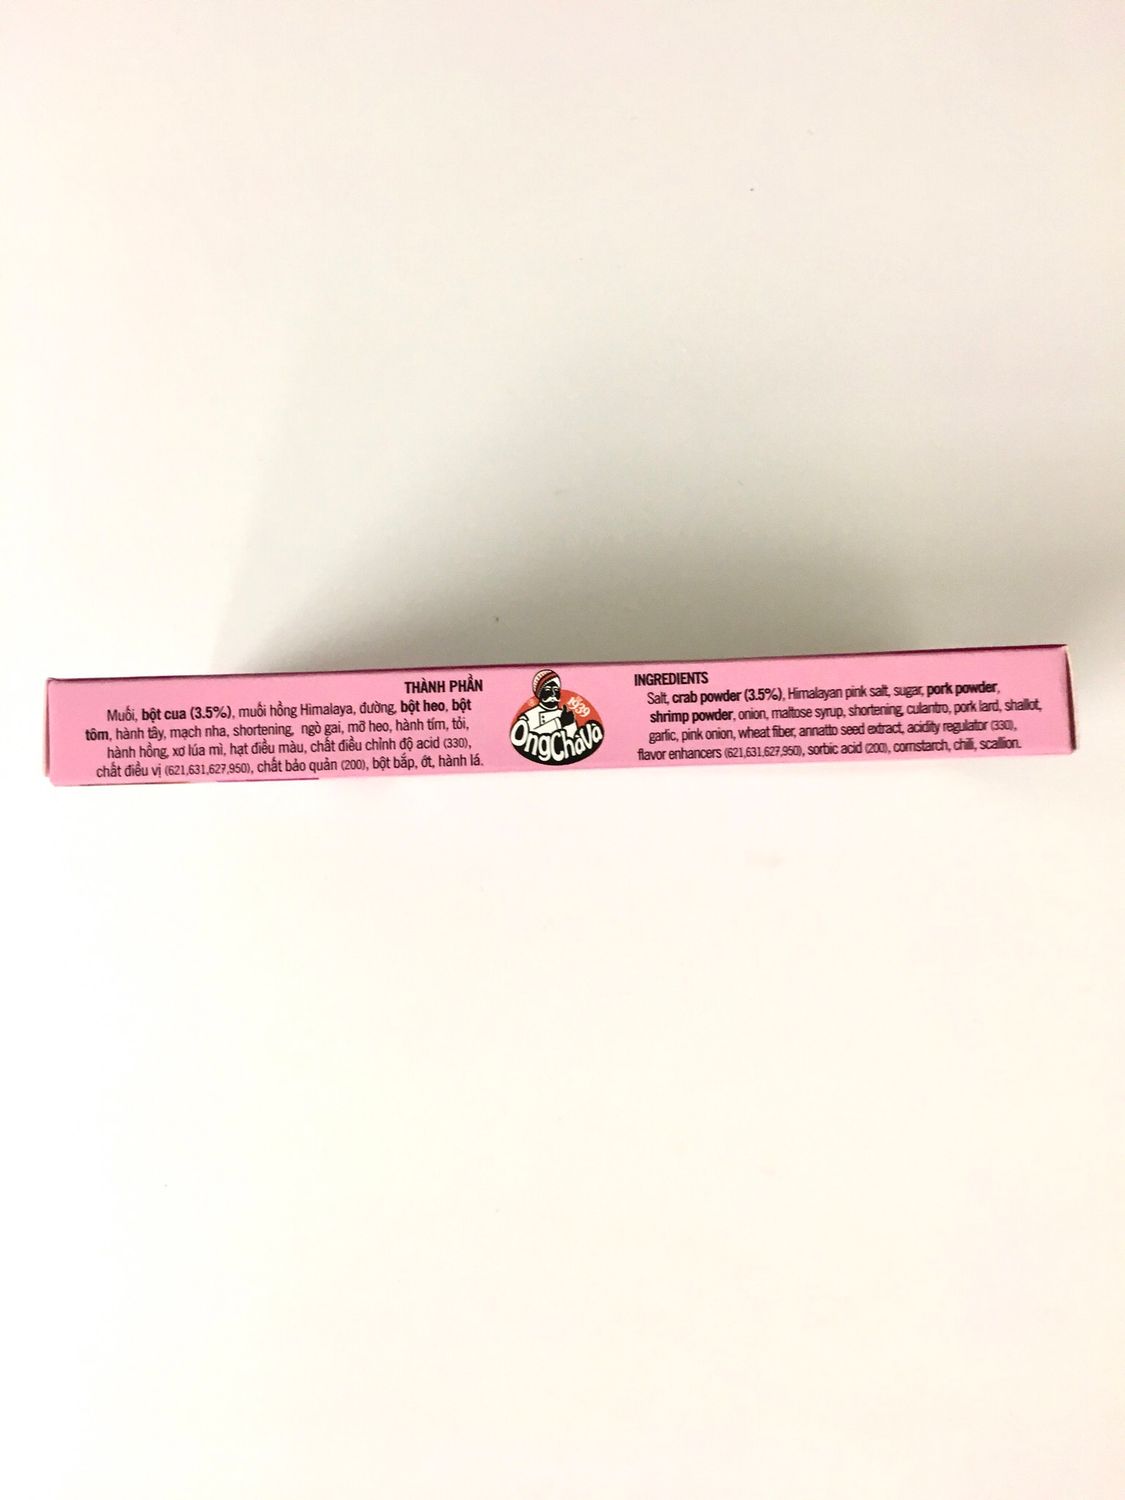 THÀNH PHẦN
Muối, bột cua (3.5%), muối hồng Himalaya, đường, bột heo, bột
tôm, hành tây, mạch nha, shortening, ngò gai, mỡ heo, hành tím, tỏi,
hành hồng, xơ lúa mì, hạt điều màu, chất điều chỉnh độ acid (330),
chất điều vị (621,631,627,950), chất bảo quản (200), bột bắp, ớt, hành lá.
1939
ÔngChàVà
INGREDIENTS
Salt, crab powder (3.5%), Himalayan pink salt, sugar, pork powder,
shrimp powder, onion, maltose syrup, shortening, culantro, pork lard, shallot,
garlic, pink onion, wheat fiber, annatto seed extract, acidity regulator (330),
flavor enhancers (621,631,627,950), sorbic acid (200), cornstarch, chili, scallion.